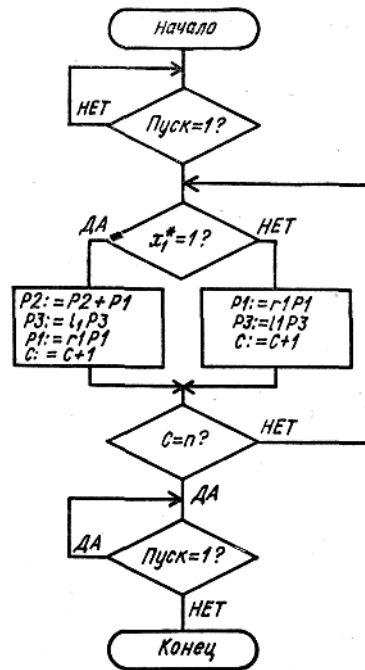 Начало
НЕТ
Пуск=1?
ДА
x₁*=1?
НЕТ
P2:=P2+P1
P3:=l₁P3
P1:=r1P1
C:=C+1
P1:=r1P1
P3:=l1P3
C:=C+1
C=n?
НЕТ
ДА
ДА
Пуск=1?
НЕТ
Конец